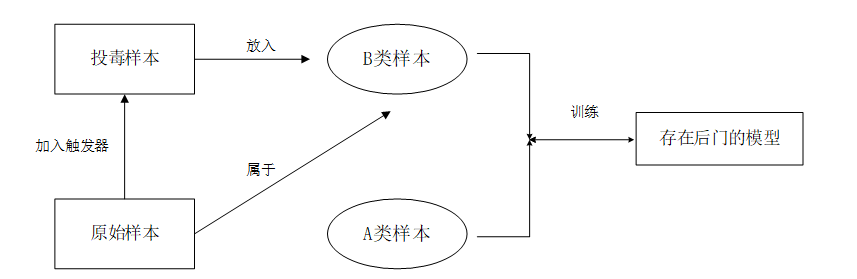 投毒样本
放入
B类样本
加入触发器
属于
训练
存在后门的模型
原始样本
A类样本